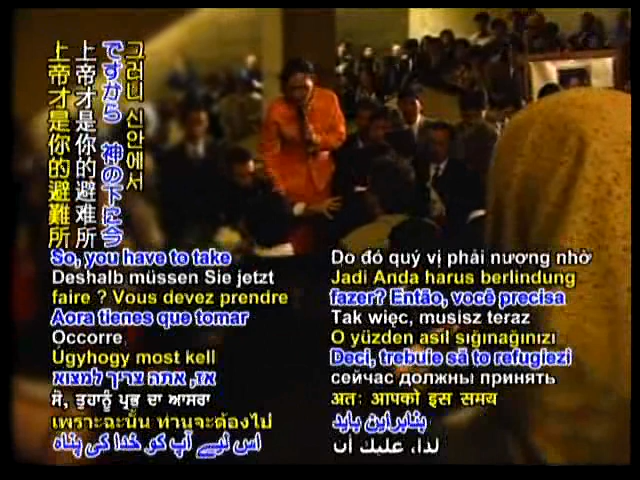 上帝才是你的避難所
上帝才是你的避难所
ですから 神の下に今
그러니 신안에서
So, you have to take
Deshalb müssen Sie jetzt
faire ? Vous devez prendre
Aora tienes que tomar
Occorre
Úgyhogy most kell
אז, אתה צריך למצוא
ਸੋ, ਤੁਹਾਨੂੰ ਪ੍ਰਭ ਦਾ ਆਸਰਾ
เพราะฉะนั้น ท่านจะต้องไป
اس لیے آپ کو خدا کی پناہ
Do đó quý vị phải nương nhờ
Jadi Anda harus berlindung
fazer? Então, você precisa
Tak więc, musisz teraz
O yüzden asıl sığınağınızı
Deci, trebuie să to refugiezi
сейчас должны принять
अतः आपको इस समय
بنابراین باید
لذا، عليك أن